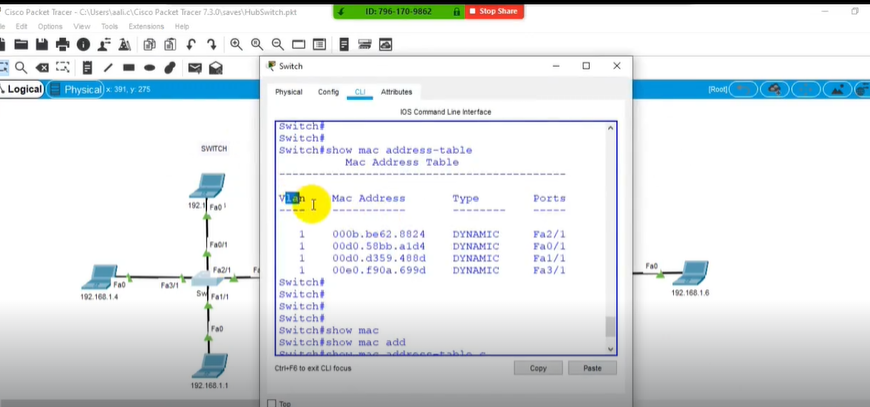 Cisco Packet Tracer - C:\Users\aali.c\Cisco Packet Tracer 7.3.0\saves\HubSwitch.pkt
ID: 796-170-9862
Stop Share
Edit Options View Tools Extensions Help
Logical
Physical
x: 391, y: 275
[Root]
Switch
Physical Config CLI Attributes
IOS Command Line Interface
Switch#
Switch#
Switch#show mac address-table
Mac Address Table
-------------------------------------------
Vlan Mac Address Type Ports
---- ----------- -------- -----
1 000b.be62.8824 DYNAMIC Fa2/1
1 00d0.58bb.a1d4 DYNAMIC Fa0/1
1 00d0.d359.488d DYNAMIC Fa1/1
1 00e0.f90a.699d DYNAMIC Fa3/1
Switch#
Switch#
Switch#
Switch#
Switch#show mac
Switch#show mac add
Switch#show mac address-table c
Ctrl+F6 to exit CLI focus
Copy
Paste
Top
SWITCH
192.1
Fa0
Fa0/1
Fa2/1
Fa0
Fa3/1
192.168.1.4
Sw
Fa1/1
Fa0
192.168.1.1
Fa0
192.168.1.6